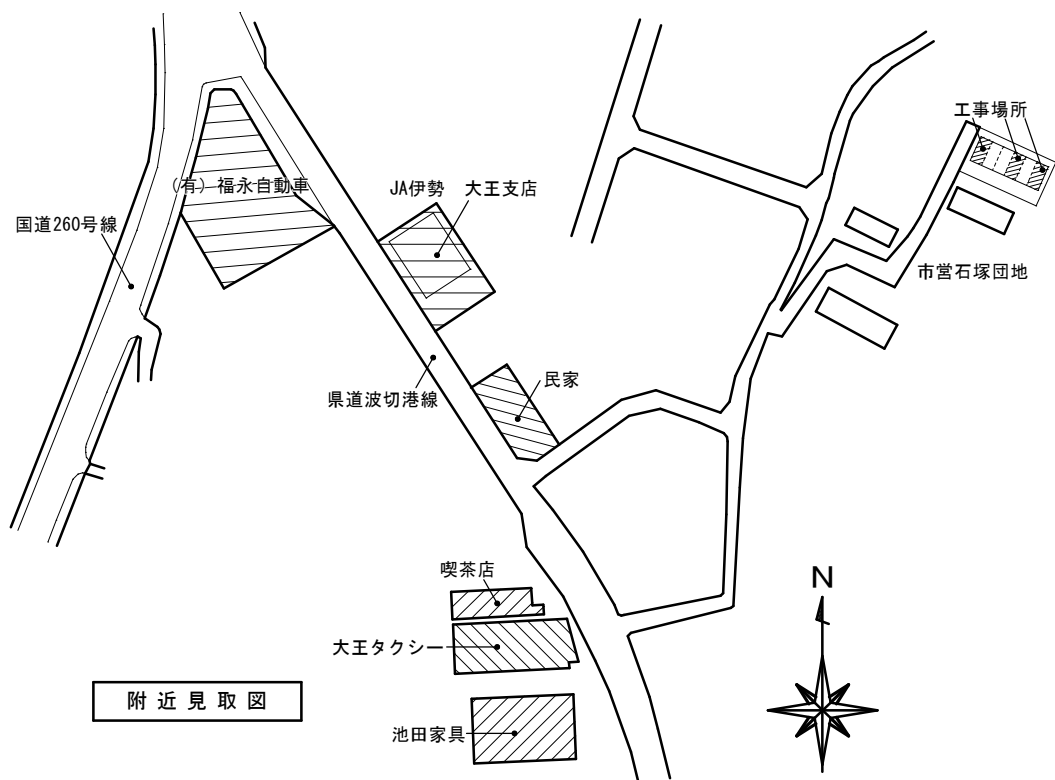 工事場所
(有)福永自動車
JA伊勢 大王支店
国道260号線
市営石塚団地
県道波切港線
民家
喫茶店
N
大王タクシー
附近見取図
池田家具